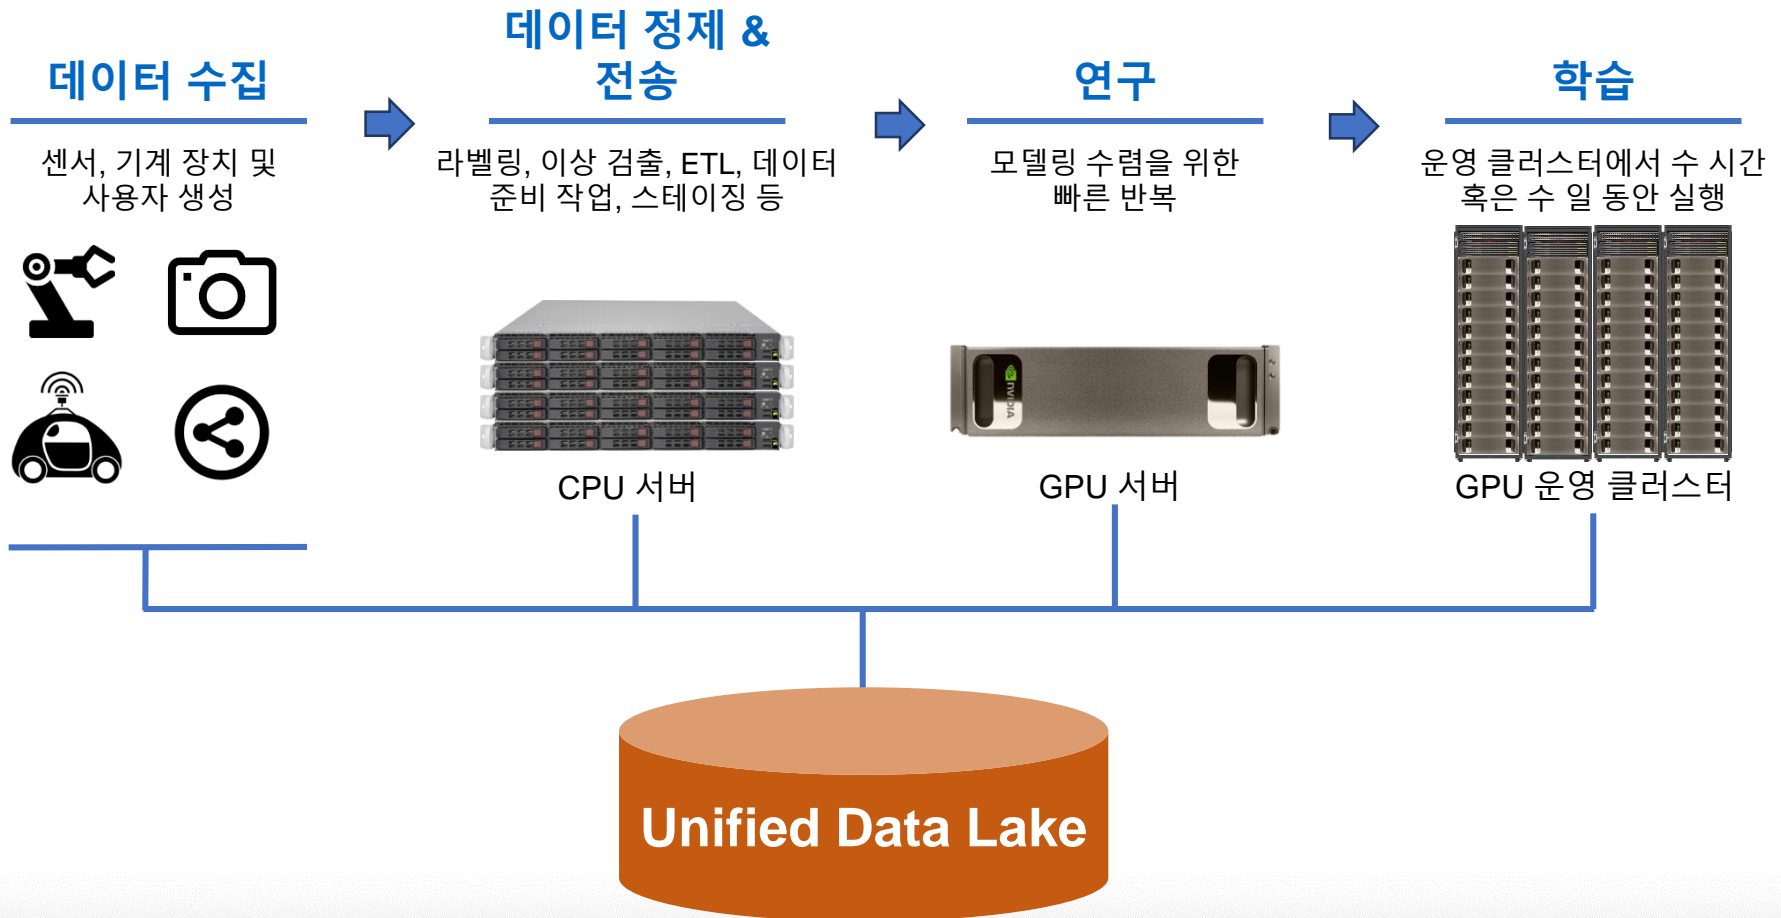 데이터 수집
센서, 기계 장치 및
사용자 생성
데이터 정제 &
전송
라벨링, 이상 검출, ETL, 데이터
준비 작업, 스테이징 등
CPU 서버
연구
모델링 수렴을 위한
빠른 반복
NVIDIA
GPU 서버
학습
운영 클러스터에서 수 시간
혹은 수 일 동안 실행
GPU 운영 클러스터
Unified Data Lake